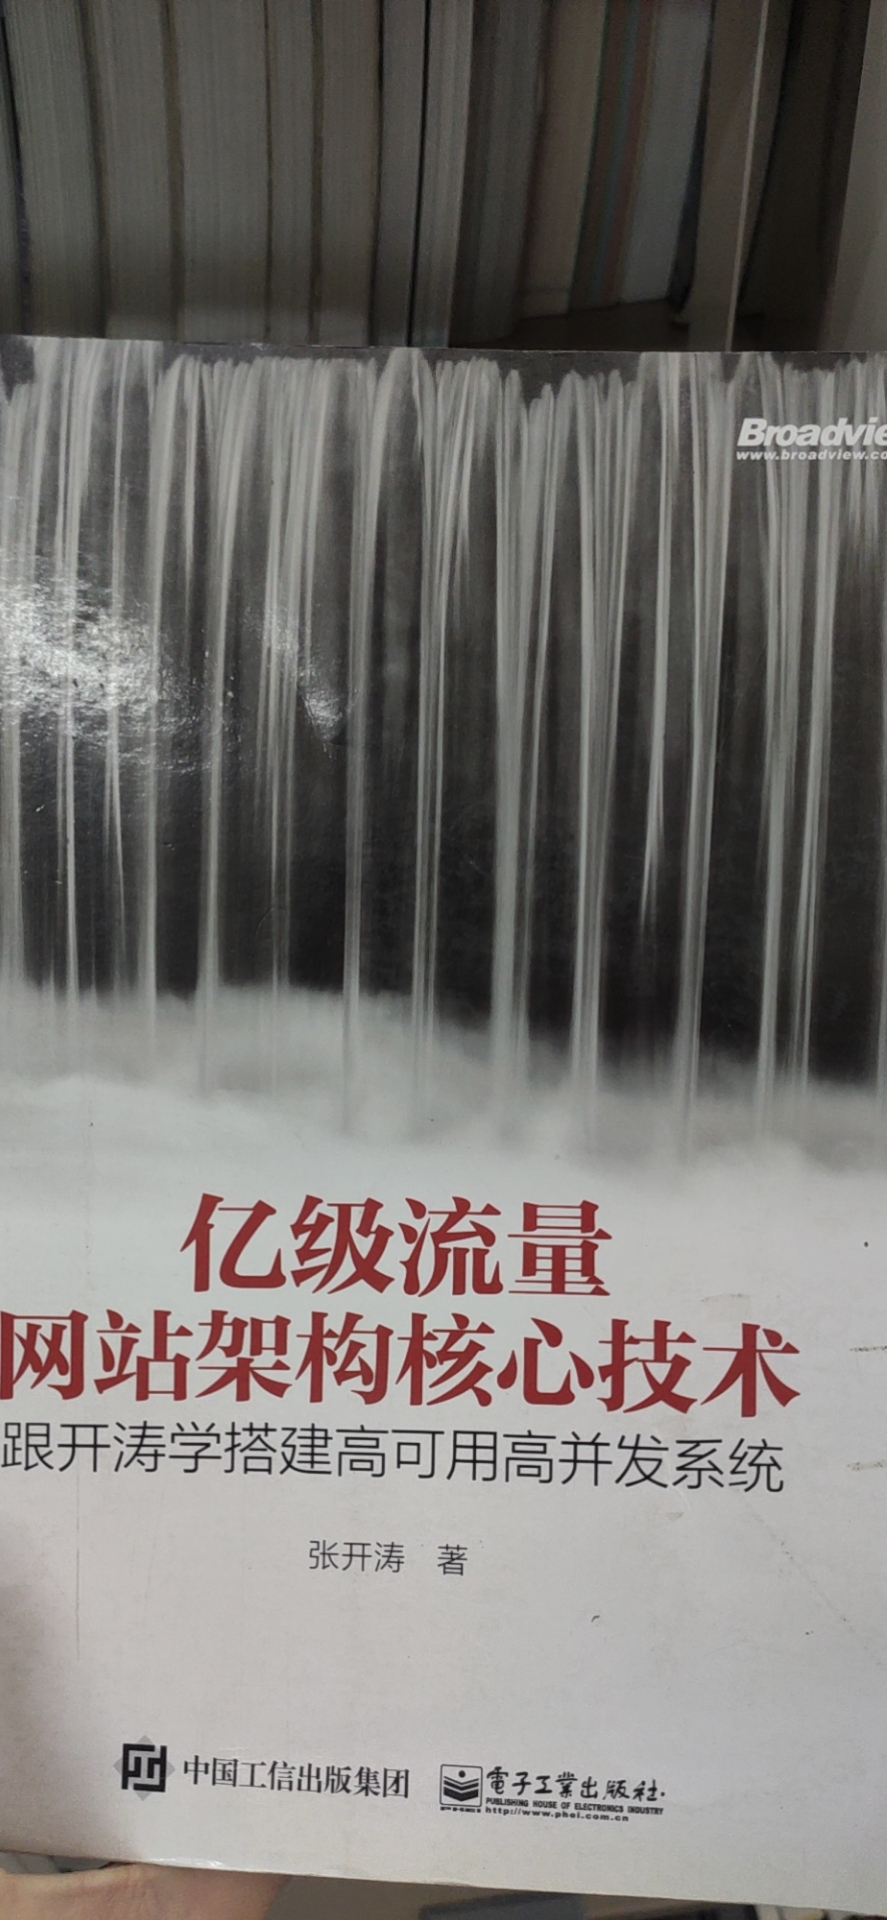 Broadvie
www.broadview.co
亿级流量
网站架构核心技术
跟开涛学搭建高可用高并发系统
张开涛 著
中国工信出版集团
電子工業出版社
PUBLISHING HOUSE OF ELECTRONICS INDUSTRY
http://www.phei.com.cn